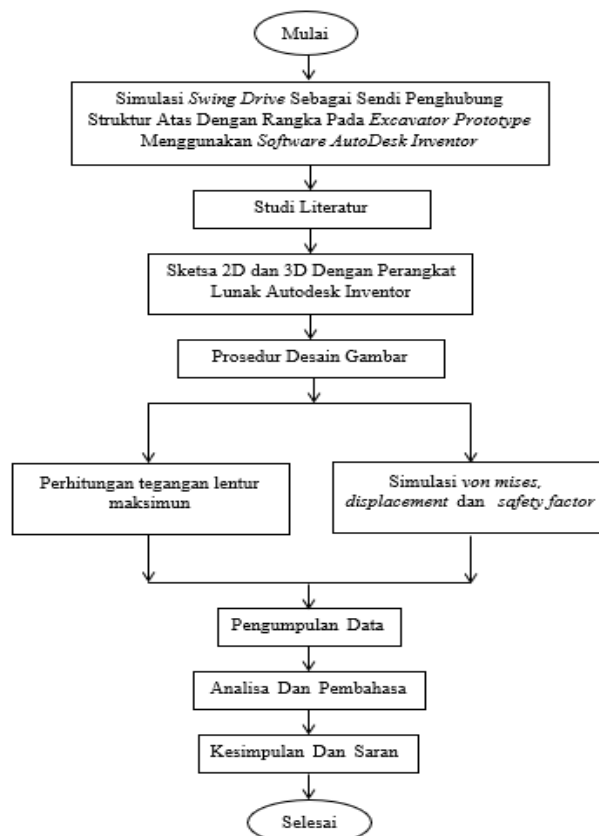 Mulai
Simulasi Swing Drive Sebagai Sendi Penghubung
Struktur Atas Dengan Rangka Pada Excavator Prototype
Menggunakan Software AutoDesk Inventor
Studi Literatur
Sketsa 2D dan 3D Dengan Perangkat
Lunak Autodesk Inventor
Prosedur Desain Gambar
Perhitungan tegangan lentur
maksimun
Simulasi von mises,
displacement dan safety factor
Pengumpulan Data
Analisa Dan Pembahasa
Kesimpulan Dan Saran
Selesai